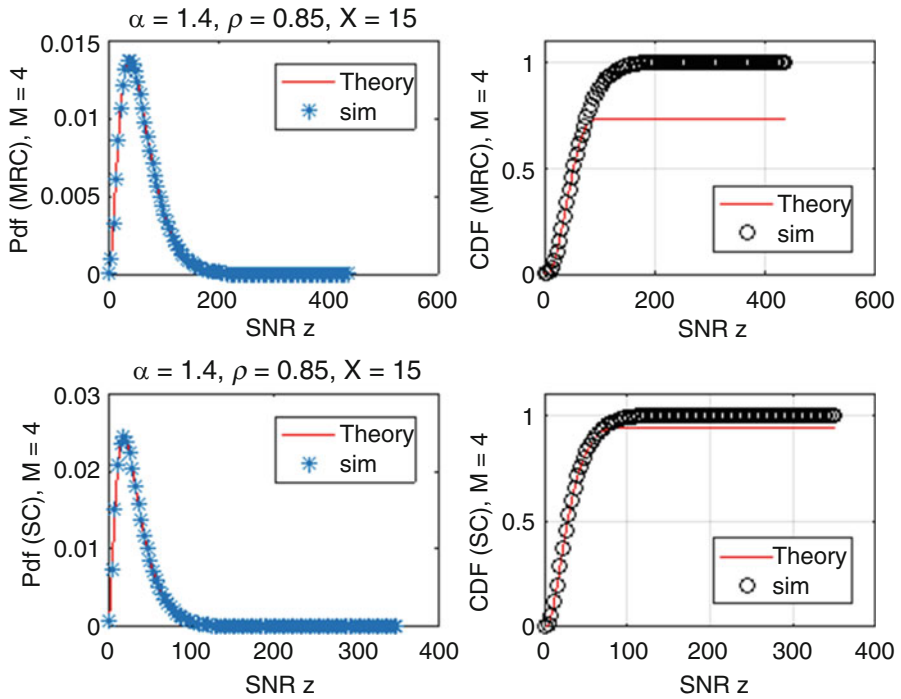 α = 1.4, ρ = 0.85, X = 15
Pdf (MRC), M = 4
0.015
0.01
0.005
0
0 200 400 600
SNR z
Theory
sim
CDF (MRC), M = 4
1
0.5
0
0 200 400 600
SNR z
Theory
sim
α = 1.4, ρ = 0.85, X = 15
Pdf (SC), M = 4
0.03
0.02
0.01
0
0 100 200 300 400
SNR z
Theory
sim
CDF (SC), M = 4
1
0.5
0
0 100 200 300 400
SNR z
Theory
sim